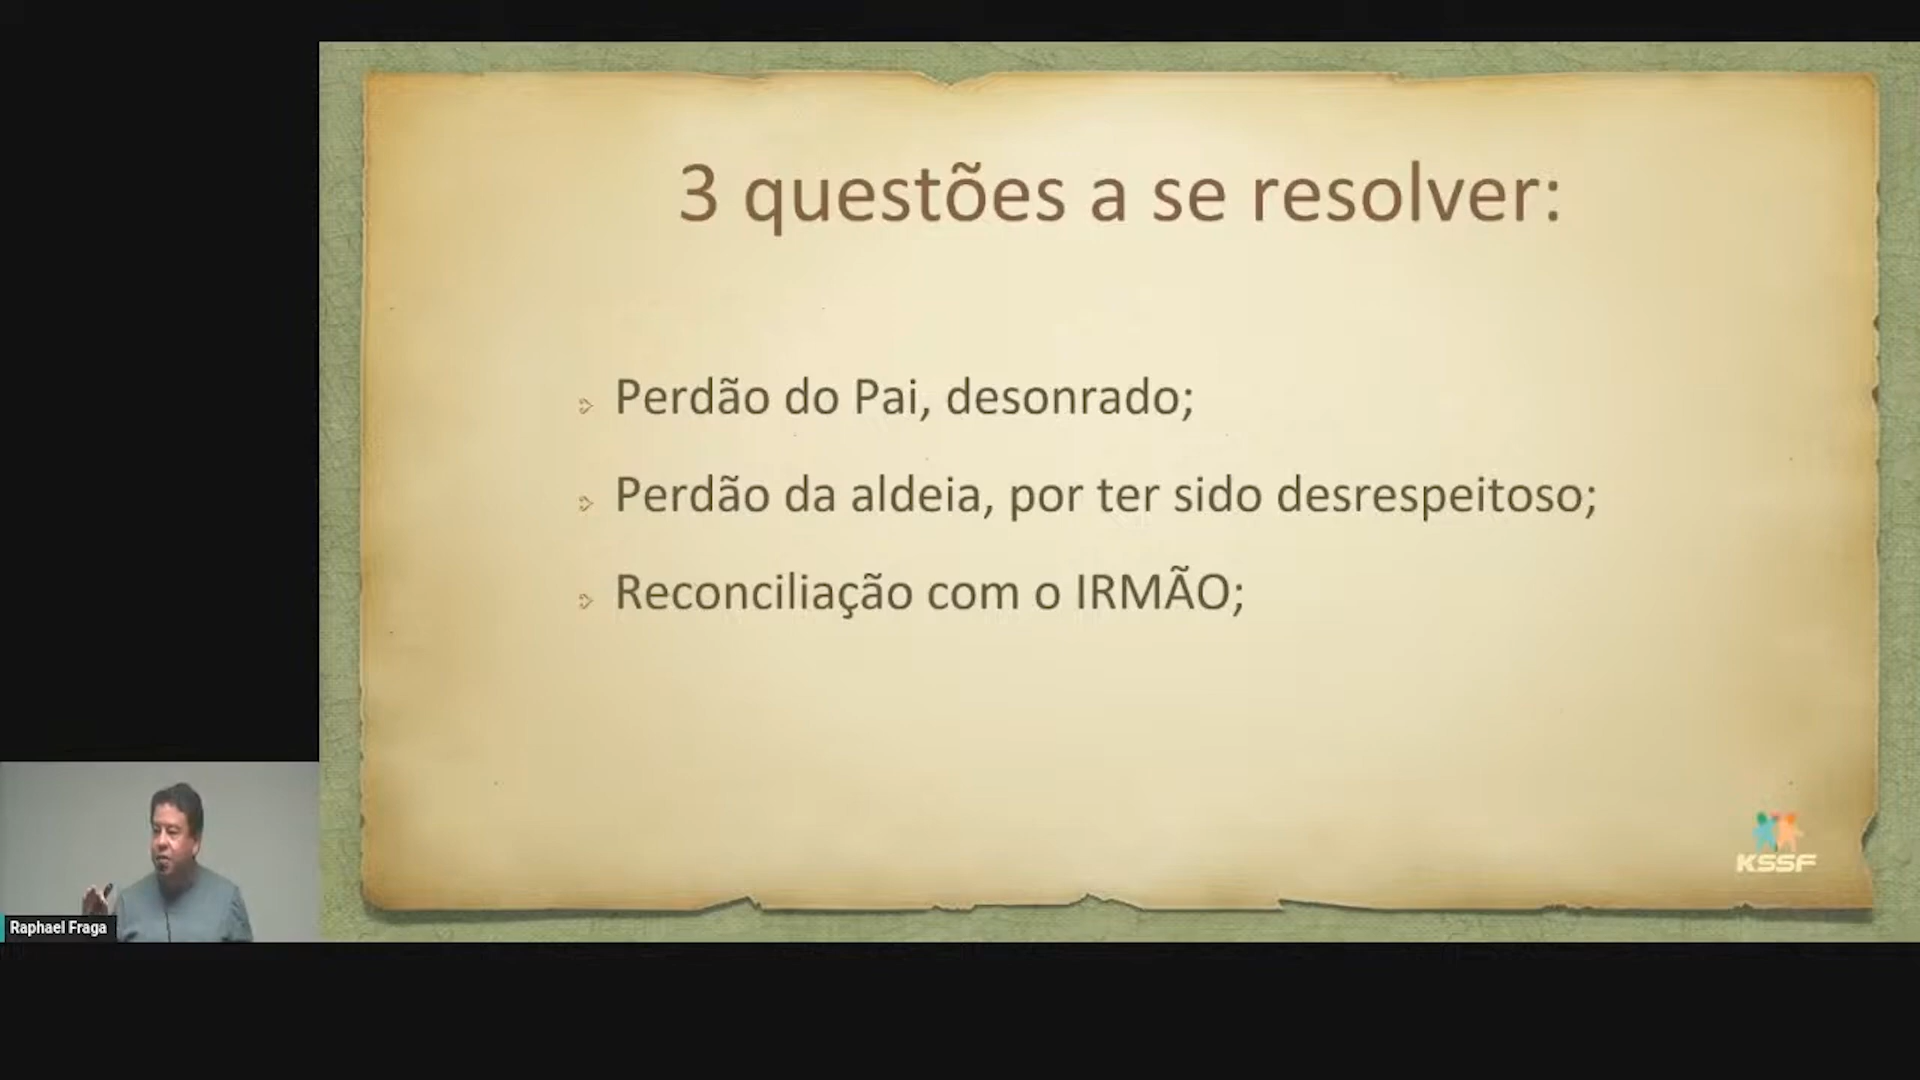 3 questões a se resolver:
Perdão do Pai, desonrado;
Perdão da aldeia, por ter sido desrespeitoso;
Reconciliação com o IRMÃO;
KSSF
Raphael Fraga